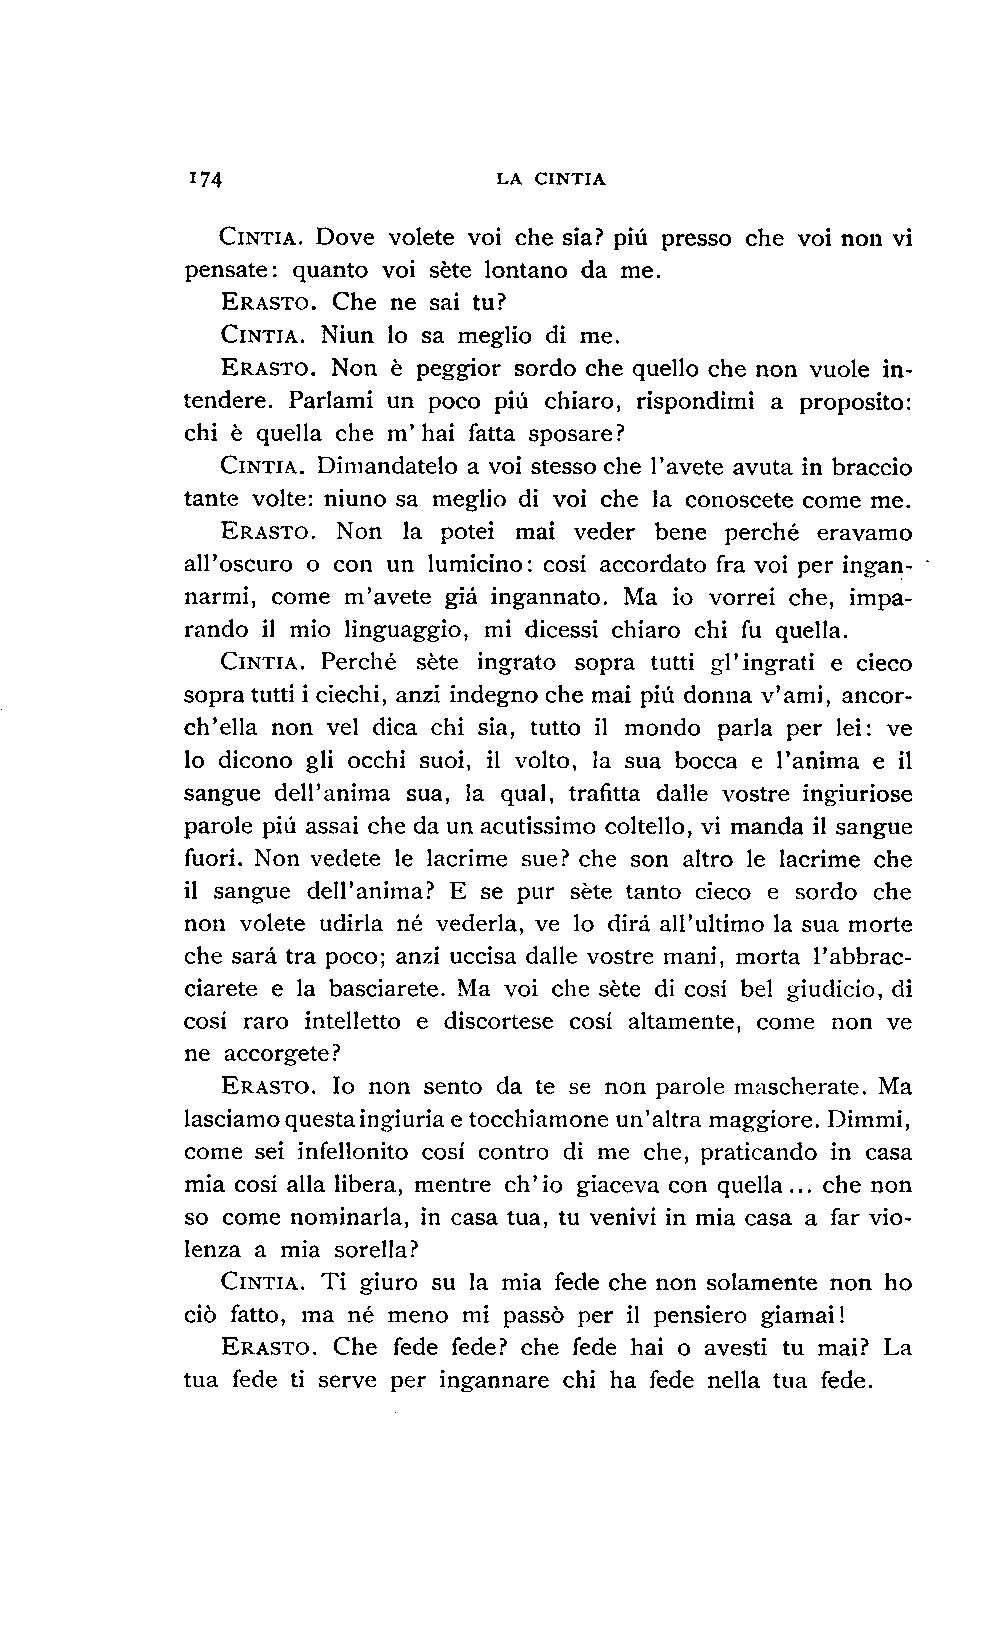 174 LA CINTIA
CINTIA. Dove volete voi che sia? piú presso che voi non vi
pensate: quanto voi sète lontano da me.
ERASTO. Che ne sai tu?
CINTIA. Niun lo sa meglio di me.
ERASTO. Non è peggior sordo che quello che non vuole in-
tendere. Parlami un poco piú chiaro, rispondimi a proposito:
chi è quella che m'hai fatta sposare?
CINTIA. Dimandatelo a voi stesso che l'avete avuta in braccio
tante volte: niuno sa meglio di voi che la conoscete come me.
ERASTO. Non la potei mai veder bene perché eravamo
all'oscuro o con un lumicino: cosí accordato fra voi per ingan-
narmi, come m'avete giá ingannato. Ma io vorrei che, impa-
rando il mio linguaggio, mi dicessi chiaro chi fu quella.
CINTIA. Perché sète ingrato sopra tutti gl'ingrati e cieco
sopra tutti i ciechi, anzi indegno che mai piú donna v'ami, ancor-
ch'ella non vel dica chi sia, tutto il mondo parla per lei: ve
lo dicono gli occhi suoi, il volto, la sua bocca e l'anima e il
sangue dell'anima sua, la qual, trafitta dalle vostre ingiuriose
parole piú assai che da un acutissimo coltello, vi manda il sangue
fuori. Non vedete le lacrime sue? che son altro le lacrime che
il sangue dell'anima? E se pur sète tanto cieco e sordo che
non volete udirla né vederla, ve lo dirá all'ultimo la sua morte
che sará tra poco; anzi uccisa dalle vostre mani, morta l'abbrac-
ciarete e la basciarete. Ma voi che sète di cosí bel giudicio, di
cosí raro intelletto e discortese cosí altamente, come non ve
ne accorgete?
ERASTO. Io non sento da te se non parole mascherate. Ma
lasciamo questa ingiuria e tocchiamone un'altra maggiore. Dimmi,
come sei infellonito cosí contro di me che, praticando in casa
mia cosí alla libera, mentre ch'io giaceva con quella... che non
so come nominarla, in casa tua, tu venivi in mia casa a far vio-
lenza a mia sorella?
CINTIA. Ti giuro su la mia fede che non solamente non ho
ciò fatto, ma né meno mi passò per il pensiero giamai!
ERASTO. Che fede fede? che fede hai o avesti tu mai? La
tua fede ti serve per ingannare chi ha fede nella tua fede.